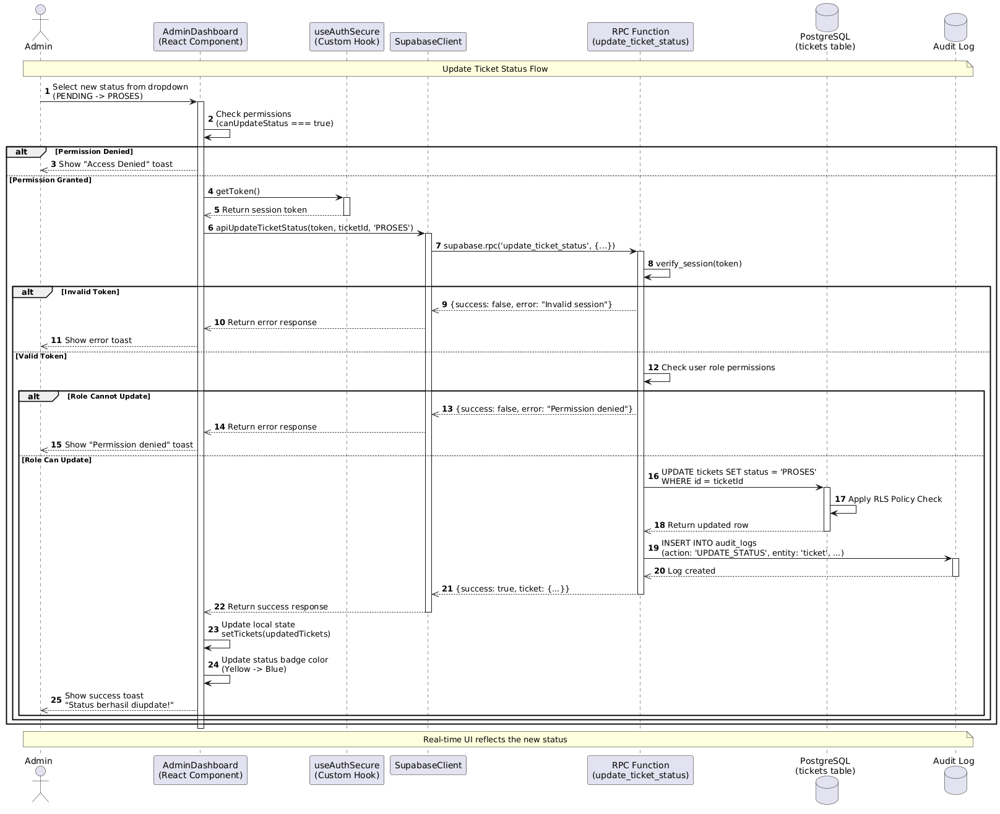 Admin
AdminDashboard
(React Component)
useAuthSecure
(Custom Hook)
SupabaseClient
RPC Function
(update_ticket_status)
PostgreSQL
(tickets table)
Audit Log
Update Ticket Status Flow
1 Select new status from dropdown
(PENDING -> PROSES)
2 Check permissions
(canUpdateStatus === true)
alt [Permission Denied]
3 Show "Access Denied" toast
[Permission Granted]
4 getToken()
5 Return session token
6 apiUpdateTicketStatus(token, ticketId, 'PROSES')
7 supabase.rpc('update_ticket_status', {...})
8 verify_session(token)
alt [Invalid Token]
9 {success: false, error: "Invalid session"}
10 Return error response
11 Show error toast
[Valid Token]
12 Check user role permissions
alt [Role Cannot Update]
13 {success: false, error: "Permission denied"}
14 Return error response
15 Show "Permission denied" toast
[Role Can Update]
16 UPDATE tickets SET status = 'PROSES'
WHERE id = ticketId
17 Apply RLS Policy Check
18 Return updated row
19 INSERT INTO audit_logs
(action: 'UPDATE_STATUS', entity: 'ticket', ...)
20 Log created
21 {success: true, ticket: {...}}
22 Return success response
23 Update local state
setTickets(updatedTickets)
24 Update status badge color
(Yellow -> Blue)
25 Show success toast
"Status berhasil diupdate!"
Real-time UI reflects the new status
Admin
AdminDashboard
(React Component)
useAuthSecure
(Custom Hook)
SupabaseClient
RPC Function
(update_ticket_status)
PostgreSQL
(tickets table)
Audit Log